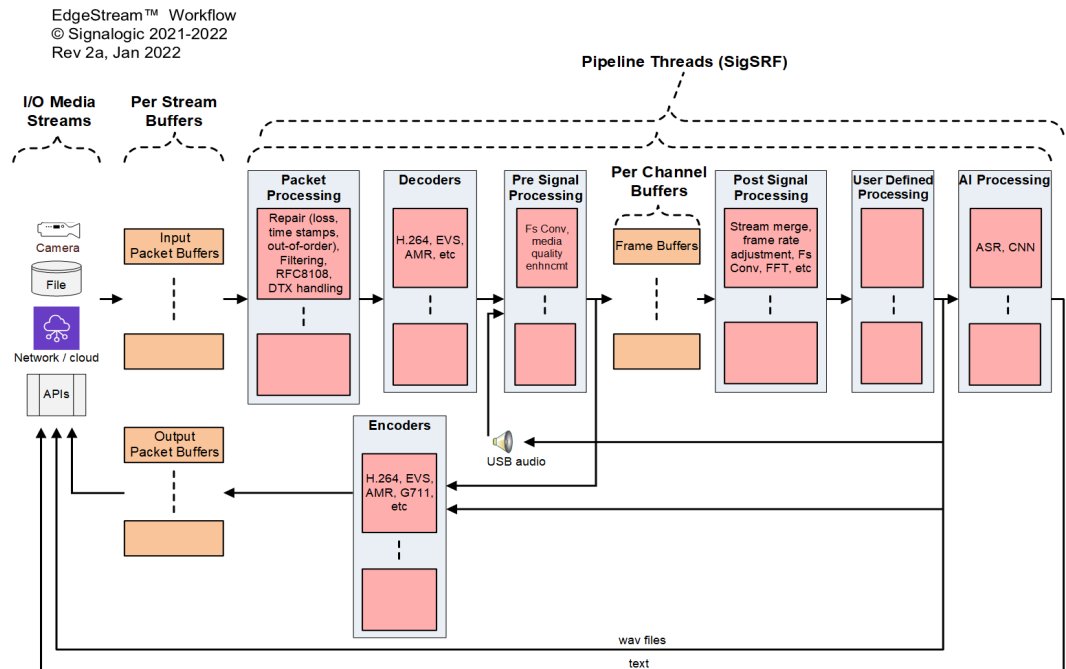 EdgeStream™ Workflow
© Signalogic 2021-2022
Rev 2a, Jan 2022
Pipeline Threads (SigSRF)
I/O Media
Streams
Per Stream
Buffers
Packet
Processing
Decoders
Pre Signal
Processing
Per Channel
Buffers
Post Signal
Processing
User Defined
Processing
AI Processing
Camera
File
Network / cloud
APIs
Input
Packet Buffers
Repair (loss,
time stamps,
out-of-order),
Filtering,
RFC8108,
DTX handling
H.264, EVS,
AMR, etc
Fs Conv,
media
quality
enhncmt
Frame Buffers
Stream merge,
frame rate
adjustment, Fs
Conv, FFT, etc
ASR, CNN
Output
Packet Buffers
Encoders
H.264, EVS,
AMR, G711,
etc
USB audio
wav files
text